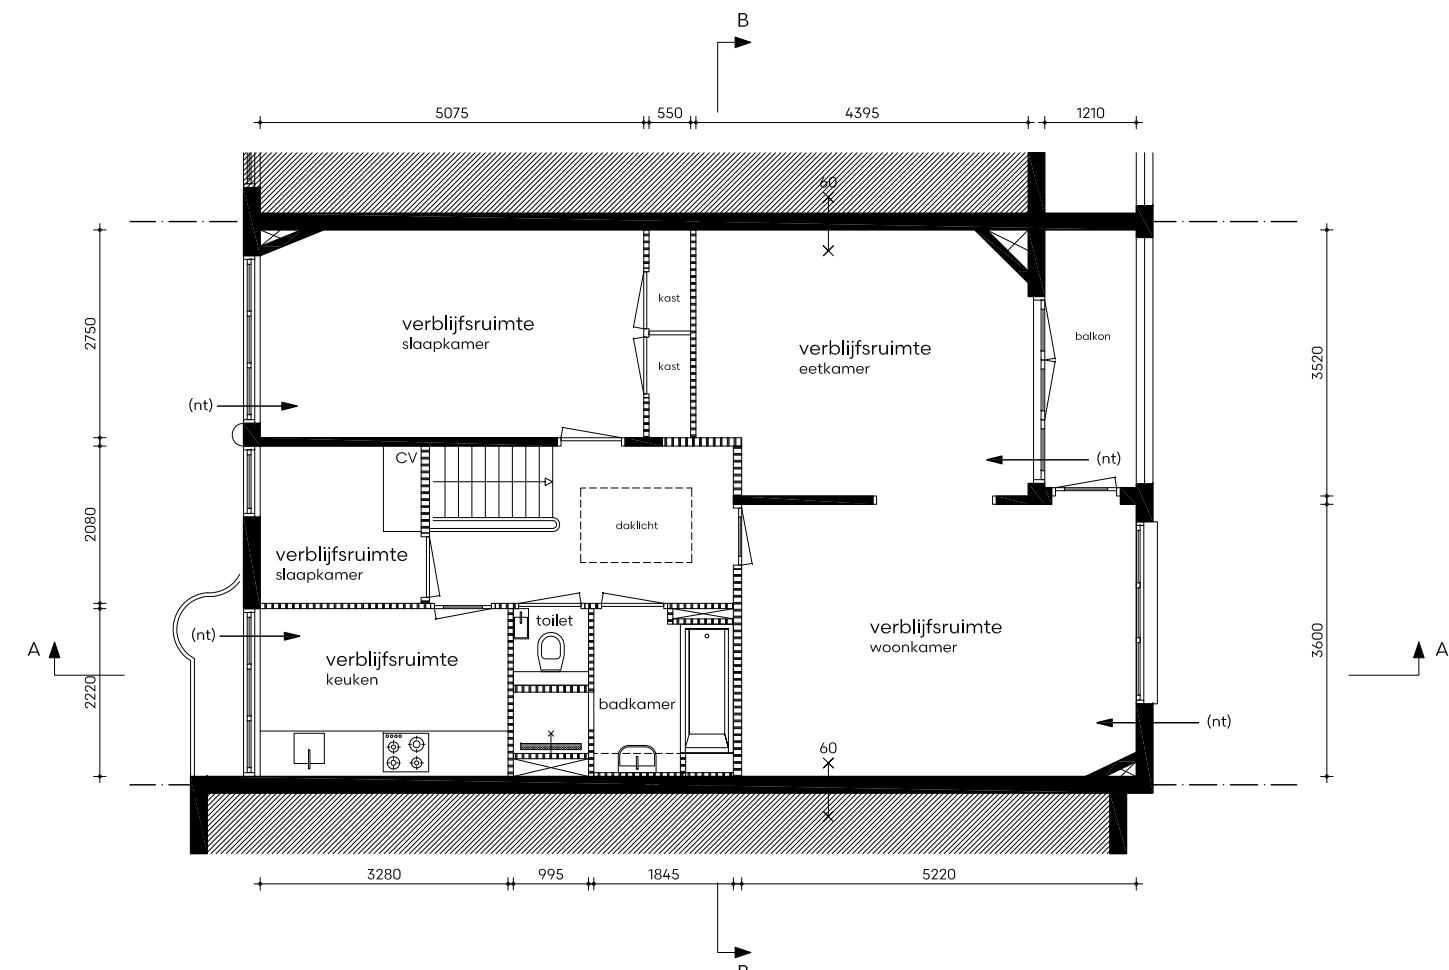 B
5075
550
4395
1210
60
2750
kast
verblijfsruimte
slaapkamer
verblijfsruimte
eetkamer
balkon
3520
kast
(nt)
CV
(nt)
2080
daklicht
verblijfsruimte
slaapkamer
toilet
(nt)
verblijfsruimte
woonkamer
3600
A
A
verblijfsruimte
keuken
2220
badkamer
(nt)
60
3280
995
1845
5220
B